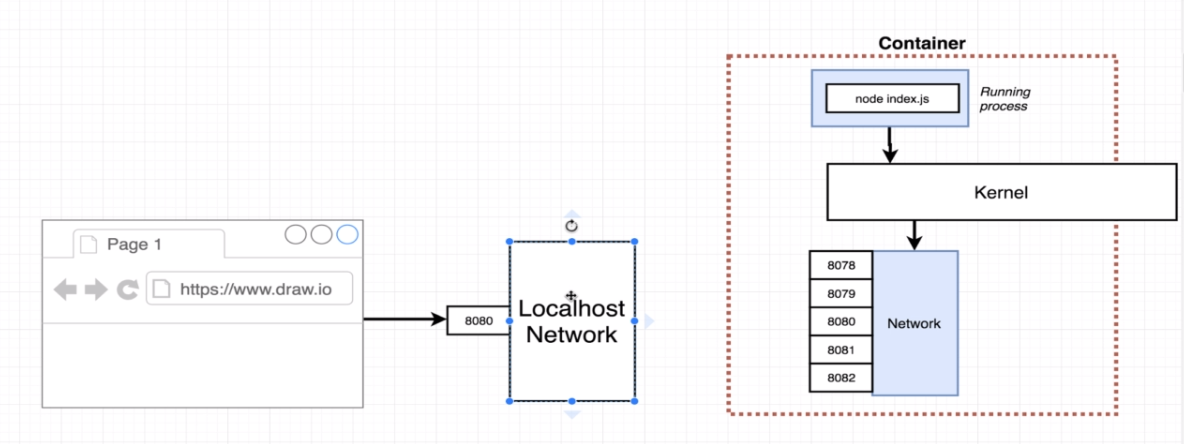 Container
node index.js
Running
process
Kernel
Page 1
https://www.draw.io
8080
Localhost
Network
8078
8079
8080
8081
8082
Network